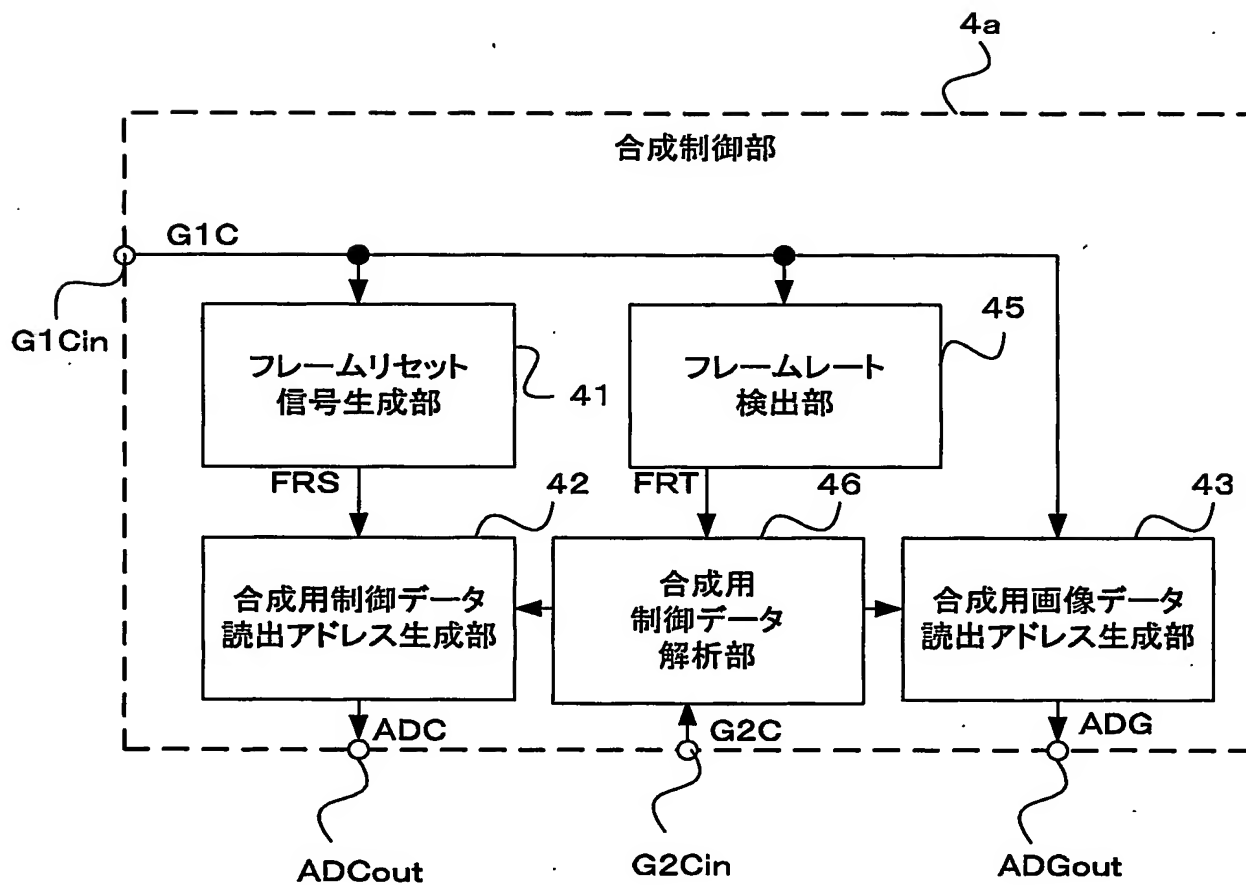 4a
合成制御部
G1C
G1Cin
フレームリセット
信号生成部
41
フレームレート
検出部
45
FRS
42
FRT
46
43
合成用制御データ
読出アドレス生成部
合成用
制御データ
解析部
合成用画像データ
読出アドレス生成部
ADC
G2C
ADG
ADCout
G2Cin
ADGout